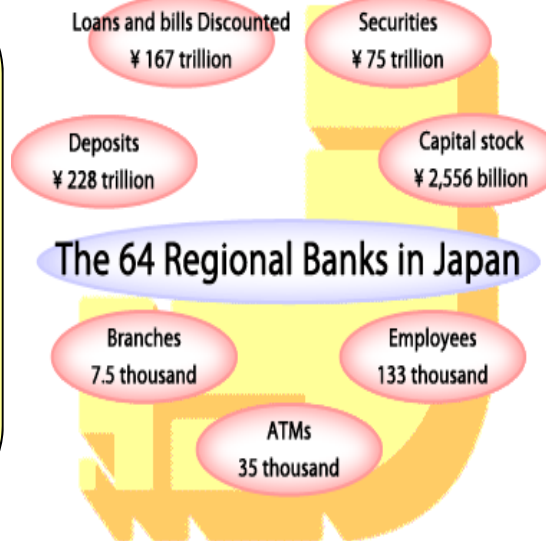 Loans and bills Discounted
¥ 167 trillion
Securities
¥ 75 trillion
Deposits
¥ 228 trillion
Capital stock
¥ 2,556 billion
The 64 Regional Banks in Japan
Branches
7.5 thousand
Employees
133 thousand
ATMs
35 thousand